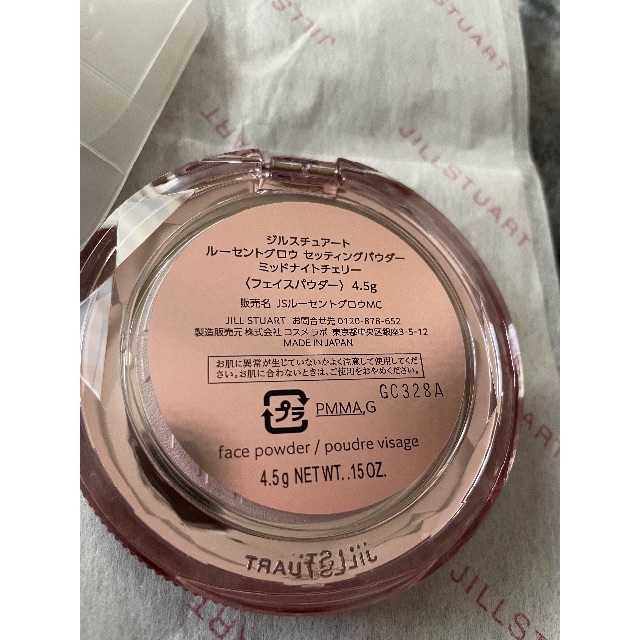 JILLSTUART
JILLSTUART
ジルスチュアート
ルーセントグロウ セッティングパウダー
ミッドナイトチェリー
〈フェイスパウダー〉 4.5g
販売名 JSルーセントグロウMC
JILL STUART お問合せ先 0120-878-652
製造販売元 株式会社 コスメラボ 東京都中央区銀座3-5-12
MADE IN JAPAN
お肌に異常が生じていないかよく注意して使用してくださ
い。お肌に合わないときは、ご使用をおやめください。
GC328A
プラ PMMA,G
face powder / poudre visage
4.5g NET WT. .15 OZ.
JILLSTUART
JILLSTUART